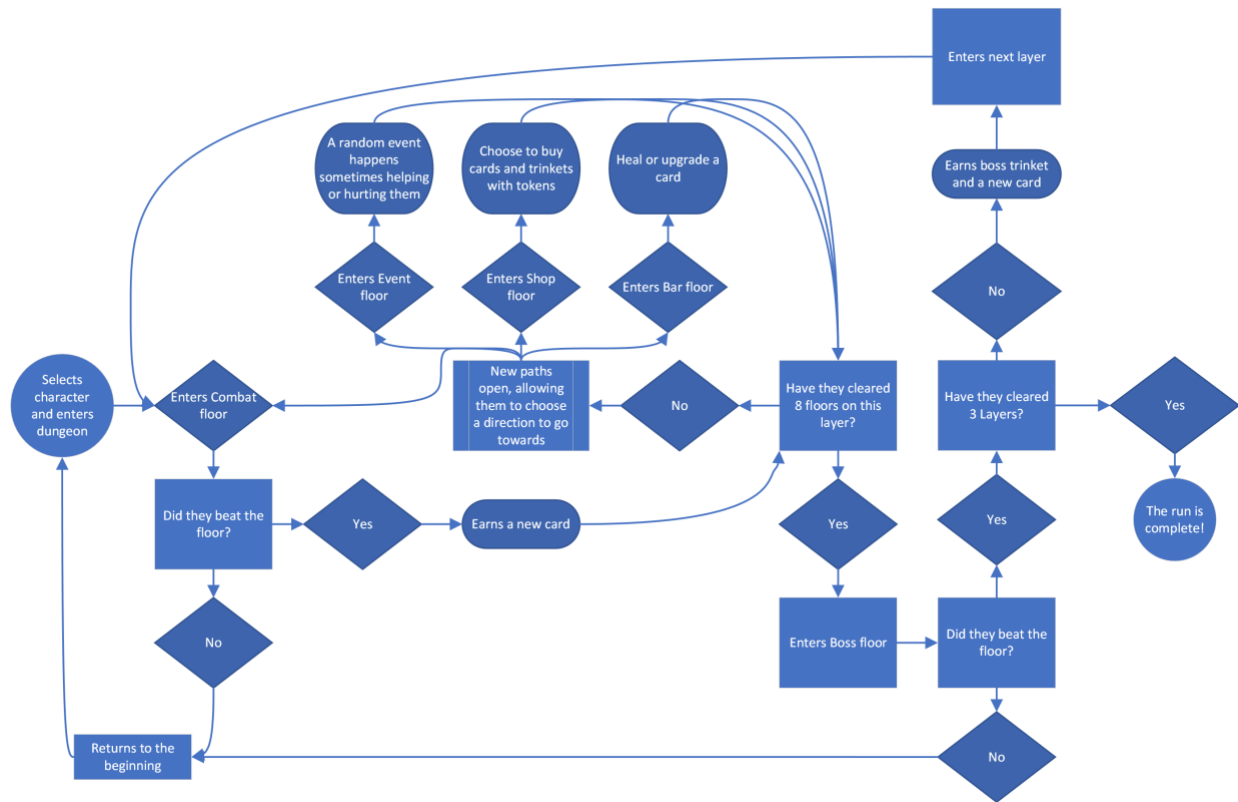 Enters next layer
A random event
happens
sometimes helping
or hurting them
Choose to buy
cards and trinkets
with tokens
Heal or upgrade a
card
Earns boss trinket
and a new card
Enters Event
floor
Enters Shop
floor
Enters Bar floor
No
Selects
character
and enters
dungeon
Enters Combat
floor
New paths
open, allowing
them to choose
a direction to go
towards
No
Have they cleared
8 floors on this
layer?
Have they cleared
3 Layers?
Yes
Did they beat the
floor?
Yes
Earns a new card
Yes
Yes
The run is
complete!
No
Enters Boss floor
Did they beat the
floor?
Returns to the
beginning
No